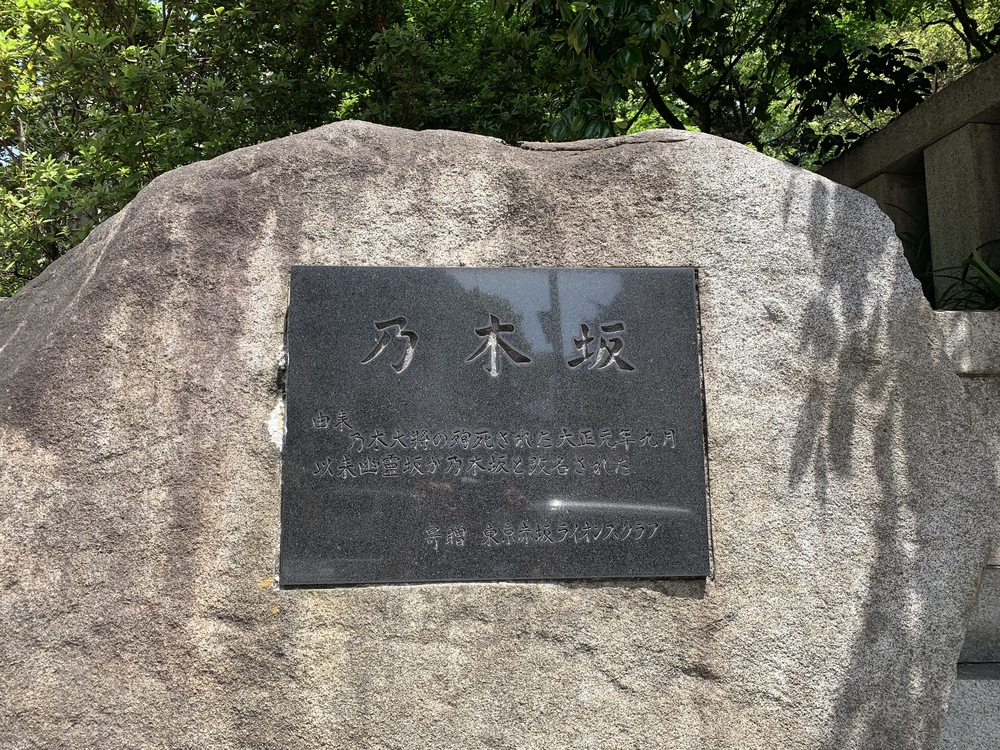 乃木坂
由来
乃木大将の殉死された大正元年九月
以来幽霊坂が乃木坂と改名された
寄贈 東京赤坂ライオンズクラブ